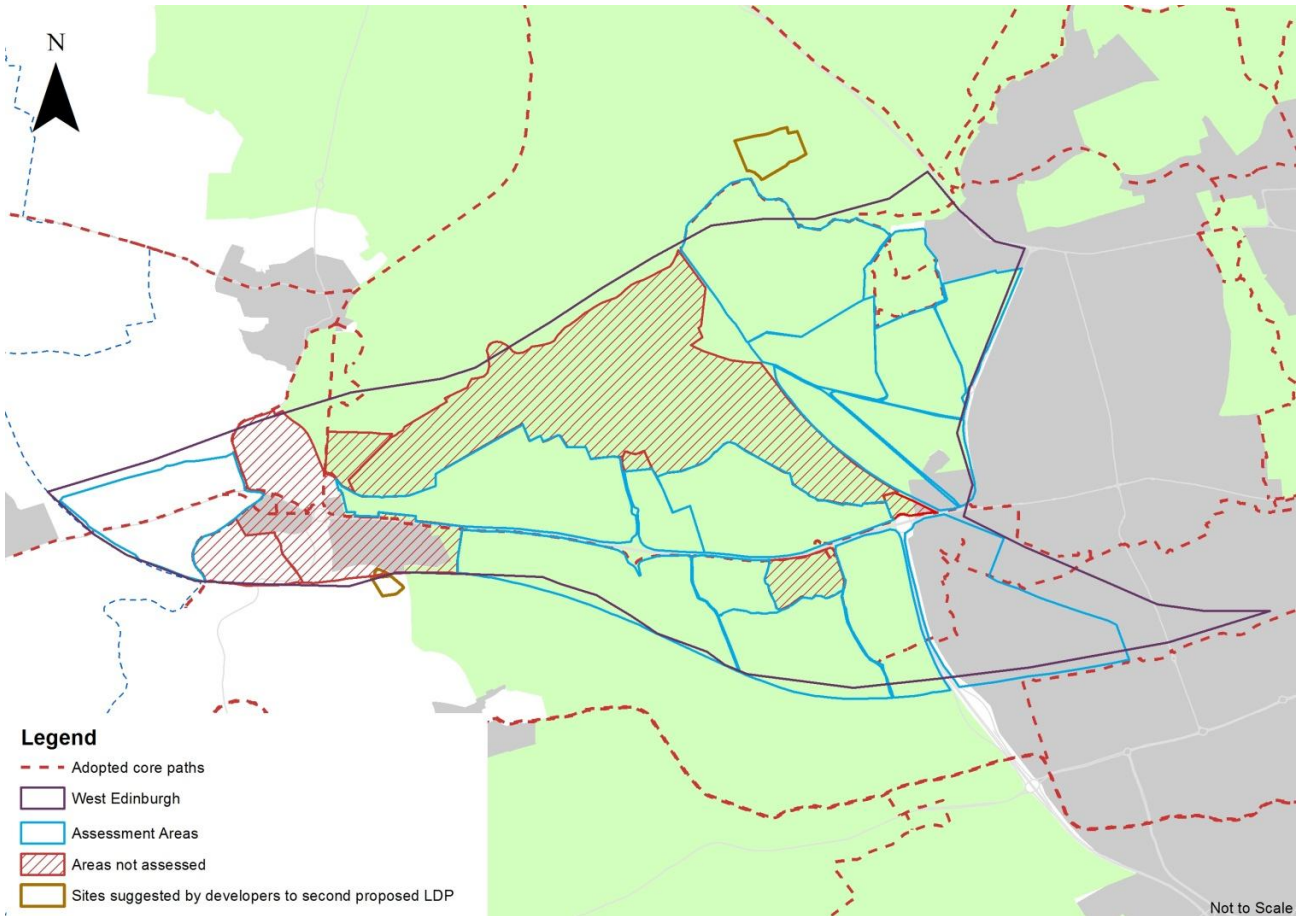 N
Legend
Adopted core paths
West Edinburgh
Assessment Areas
Areas not assessed
Sites suggested by developers to second proposed LDP
Not to Scale